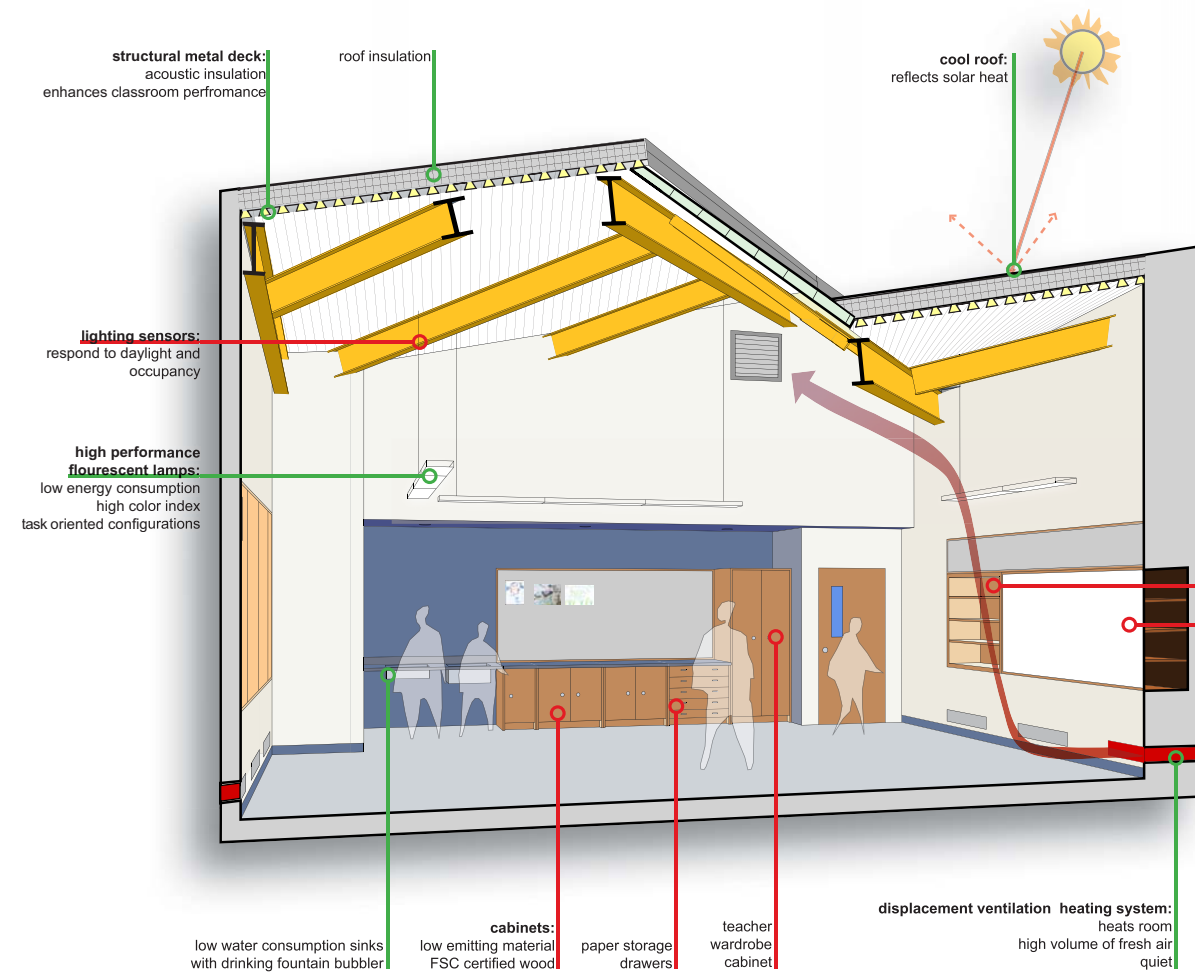 structural metal deck:
acoustic insulation
enhances classroom perfromance
roof insulation
cool roof:
reflects solar heat
lighting sensors:
respond to daylight and
occupancy
high performance
flourescent lamps:
low energy consumption
high color index
task oriented configurations
low water consumption sinks
with drinking fountain bubbler
cabinets:
low emitting material
FSC certified wood
paper storage
drawers
teacher
wardrobe
cabinet
displacement ventilation heating system:
heats room
high volume of fresh air
quiet